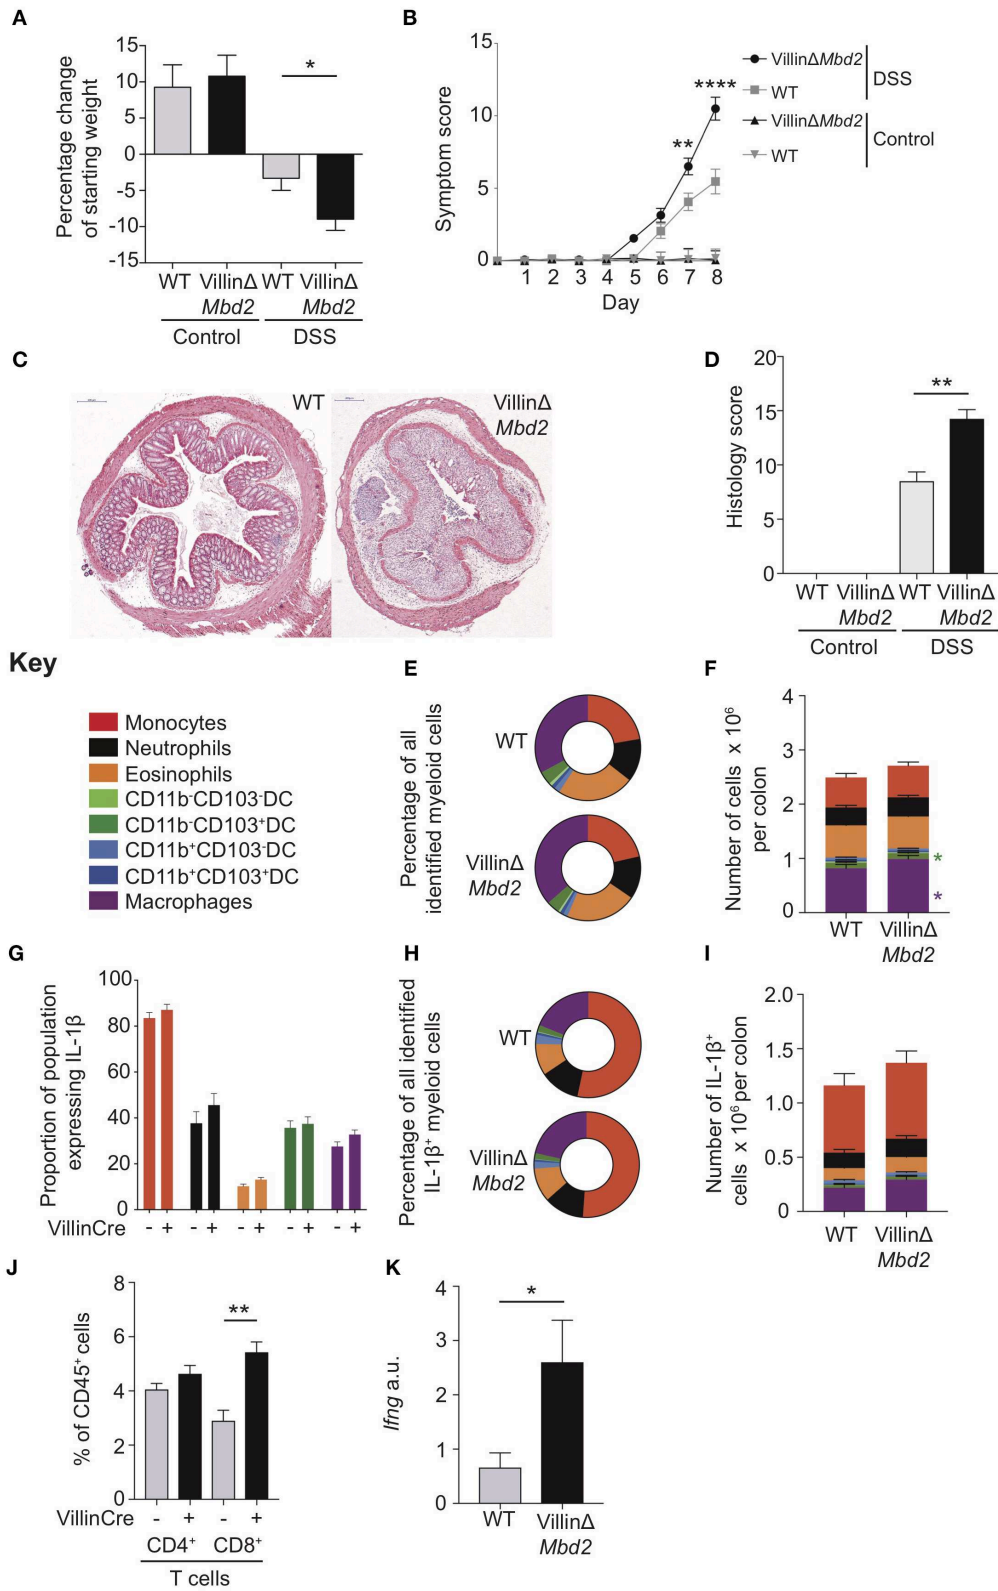 A
Percentage change
of starting weight
15
10
5
0
-5
-10
-15
*
WT VillinΔ WT VillinΔ
Mbd2 Mbd2
Control DSS
B
Symptom score
15
10
5
0
1 2 3 4 5 6 7 8
Day
**
****
VillinΔMbd2
WT
DSS
VillinΔMbd2
WT
Control
C
WT
VillinΔ
Mbd2
D
Histology score
20
15
10
5
0
**
WT VillinΔ WT VillinΔ
Mbd2 Mbd2
Control DSS
Key
Monocytes
Neutrophils
Eosinophils
CD11b⁻CD103⁻DC
CD11b⁻CD103⁺DC
CD11b⁺CD103⁻DC
CD11b⁺CD103⁺DC
Macrophages
E
Percentage of all
identified myeloid cells
WT
VillinΔ
Mbd2
F
Number of cells x 10⁶
per colon
4
3
2
1
0
*
*
WT VillinΔ
Mbd2
G
Proportion of population
expressing IL-1β
100
80
60
40
20
0
VillinCre - + - + - + - + - +
H
Percentage of all identified
IL-1β⁺ myeloid cells
WT
VillinΔ
Mbd2
I
Number of IL-1β⁺
cells x 10⁶ per colon
2.0
1.5
1.0
0.5
0
WT VillinΔ
Mbd2
J
% of CD45⁺ cells
8
6
4
2
0
**
VillinCre - + - +
CD4⁺ CD8⁺
T cells
K
Ifng a.u.
4
3
2
1
0
*
WT VillinΔ
Mbd2